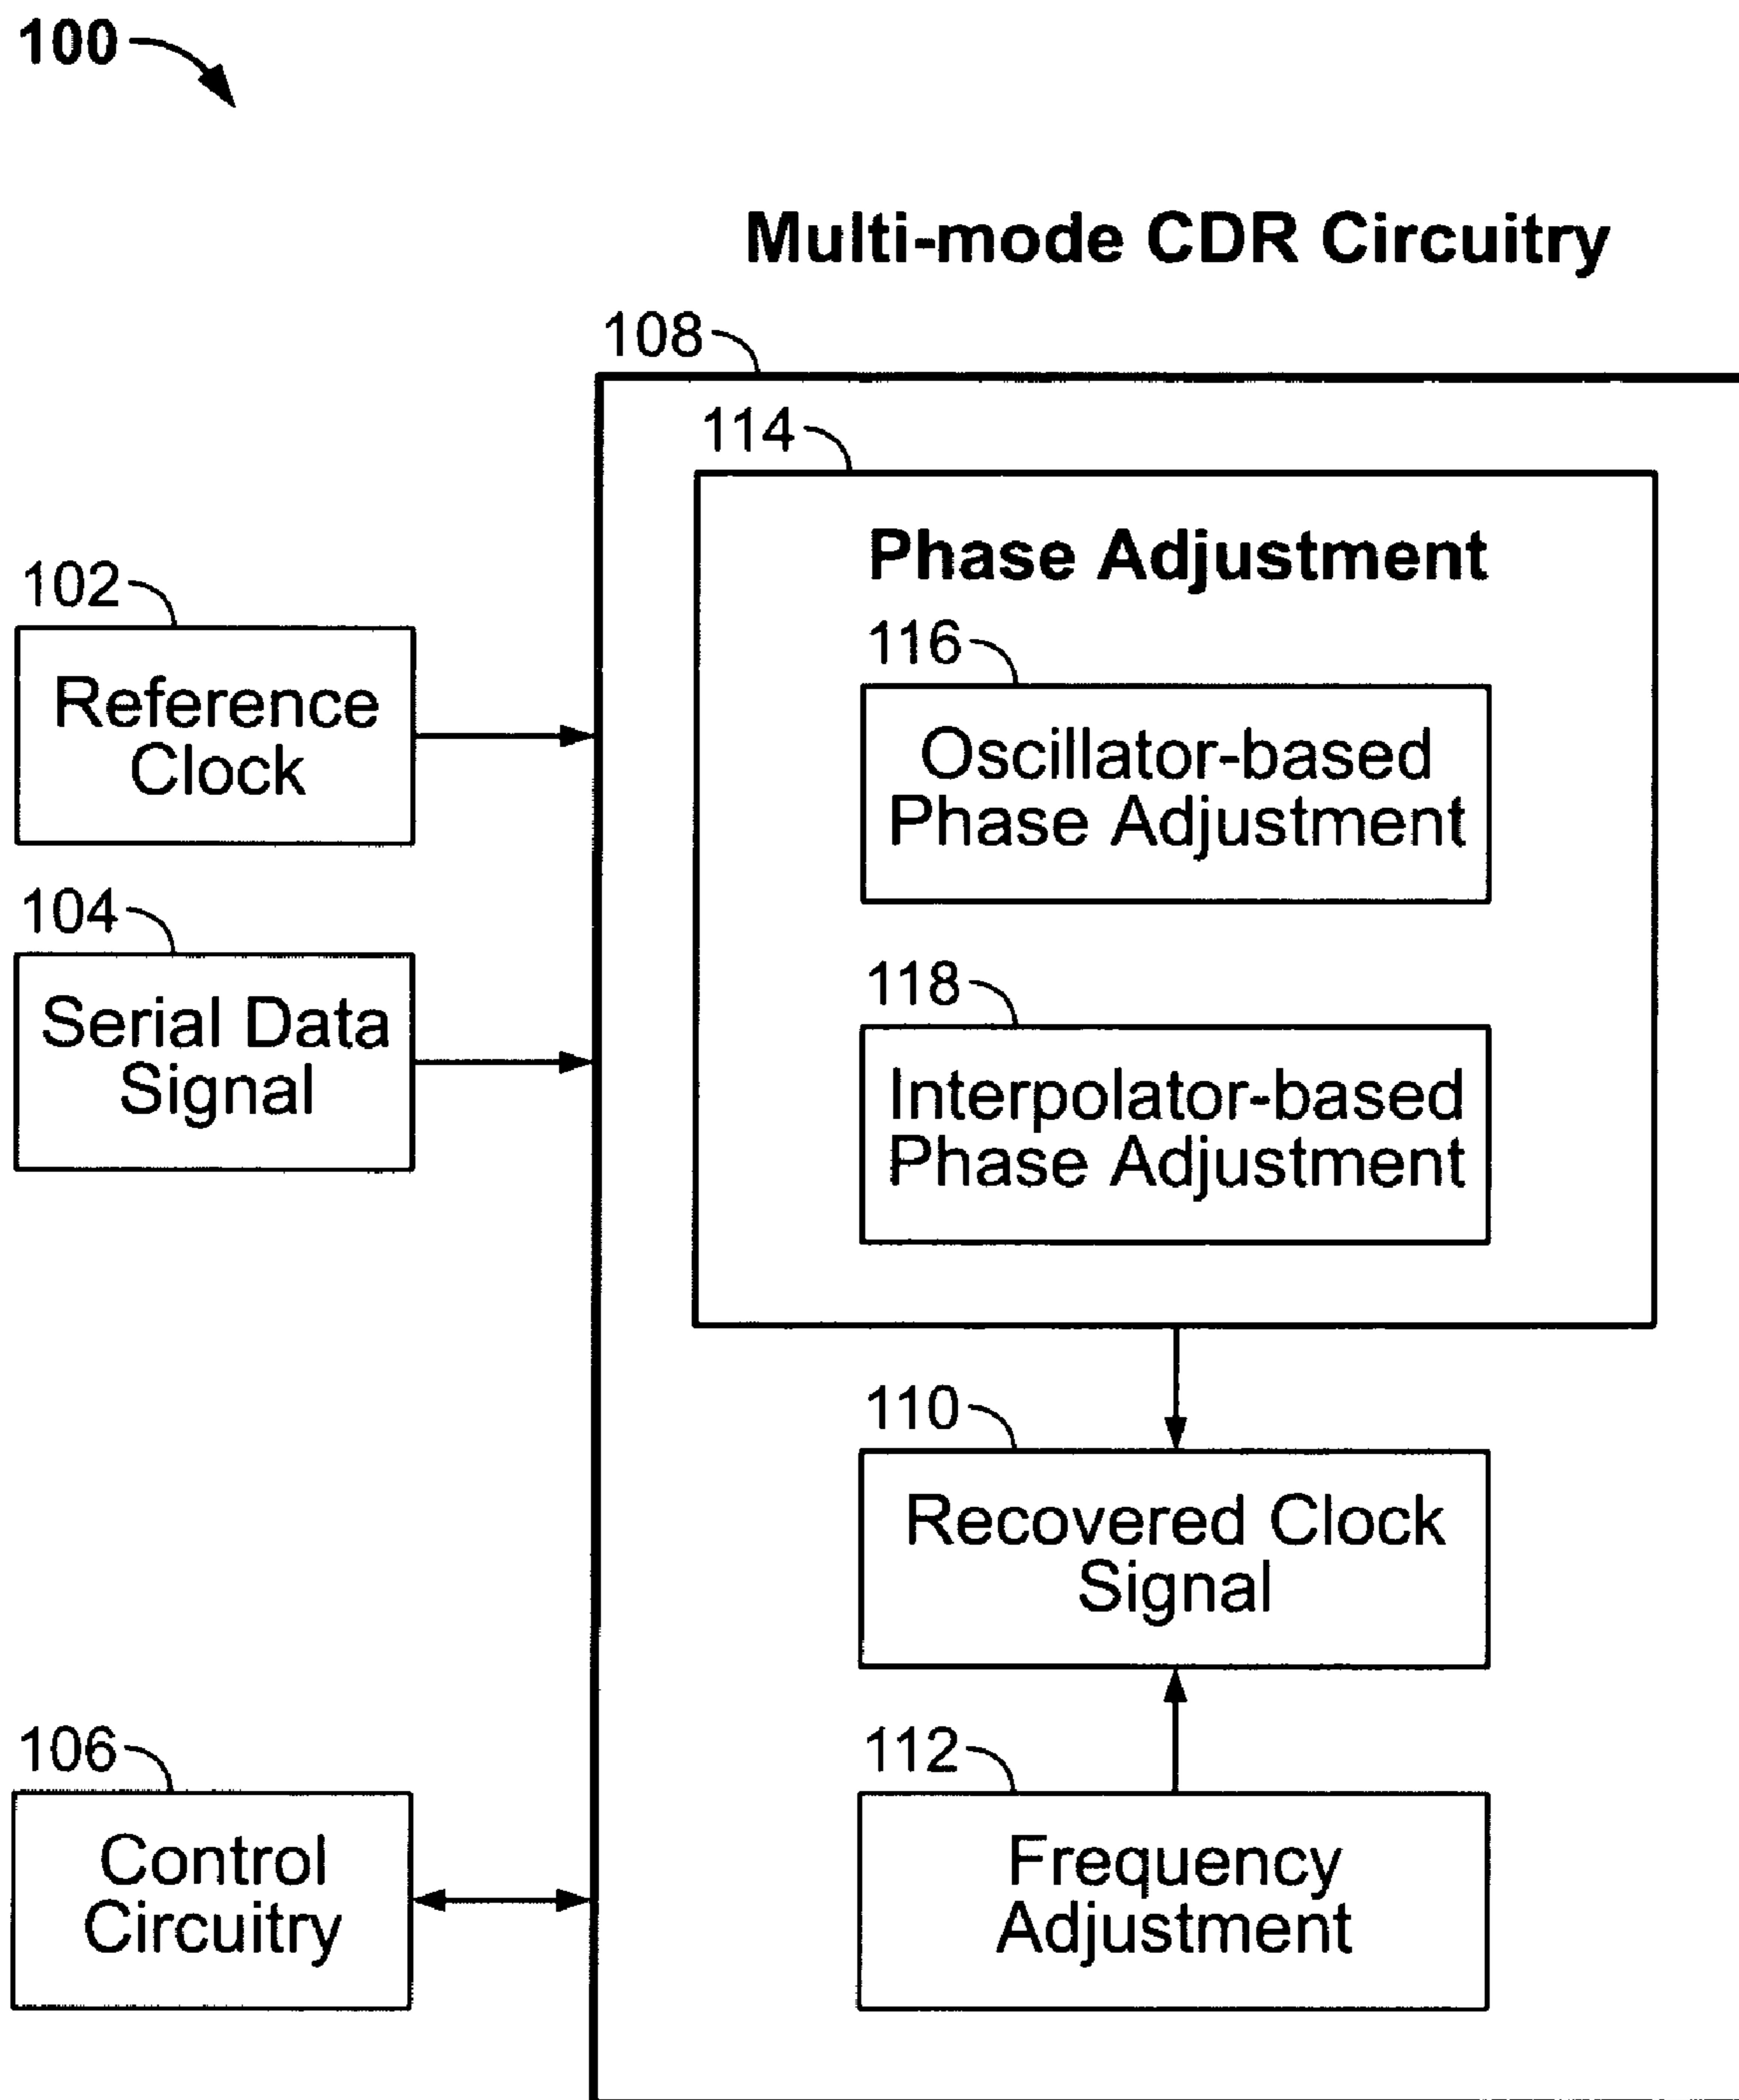 100
Multi-mode CDR Circuitry
108
114
Phase Adjustment
102
Reference
Clock
116
Oscillator-based
Phase Adjustment
104
Serial Data
Signal
118
Interpolator-based
Phase Adjustment
110
Recovered Clock
Signal
106
Control
Circuitry
112
Frequency
Adjustment